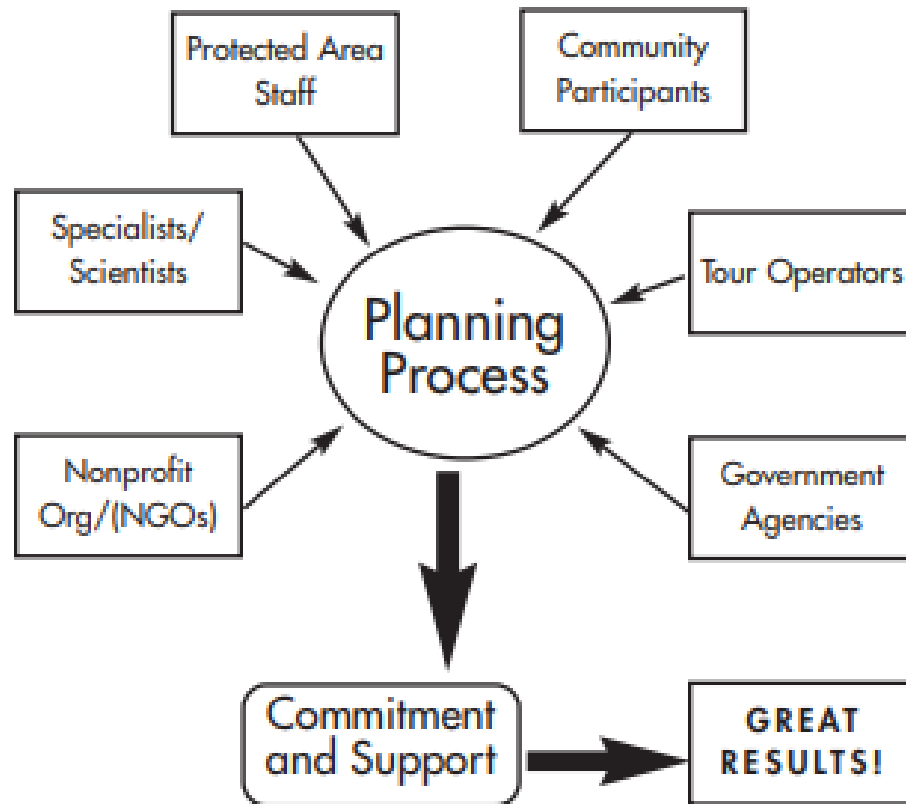 Protected Area
Staff
Community
Participants
Specialists/
Scientists
Tour Operators
Planning
Process
Nonprofit
Org/(NGOs)
Government
Agencies
Commitment
and Support
GREAT
RESULTS!